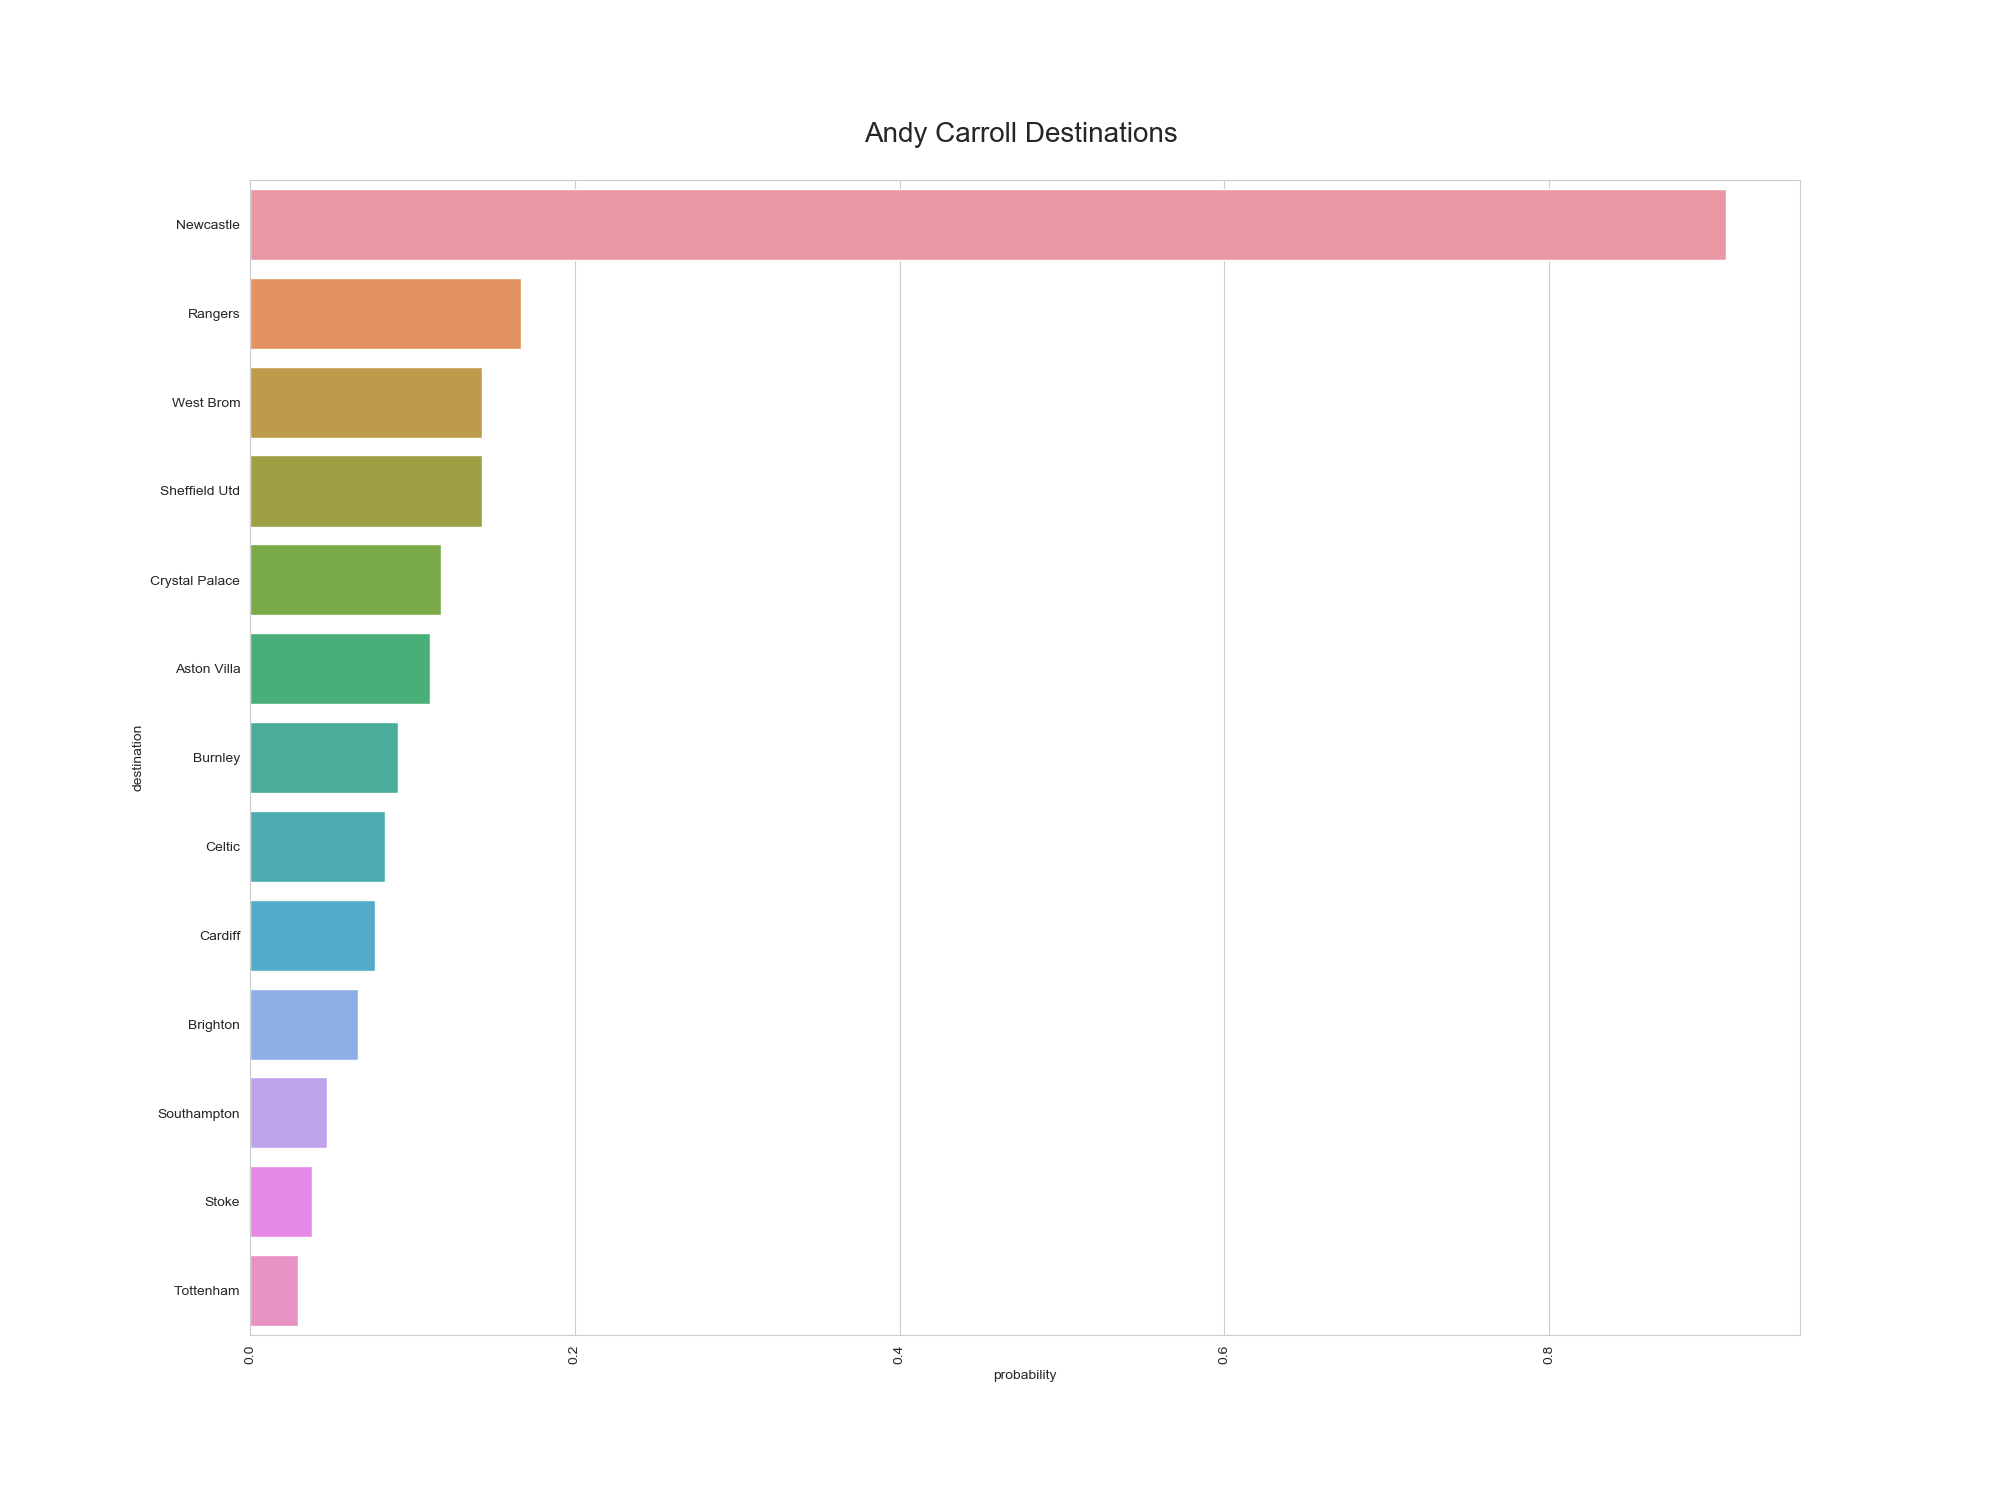 Andy Carroll Destinations
Newcastle
Rangers
West Brom
Sheffield Utd
Crystal Palace
Aston Villa
Burnley
Celtic
Cardiff
Brighton
Southampton
Stoke
Tottenham
destination
0.0
0.2
0.4
0.6
0.8
probability